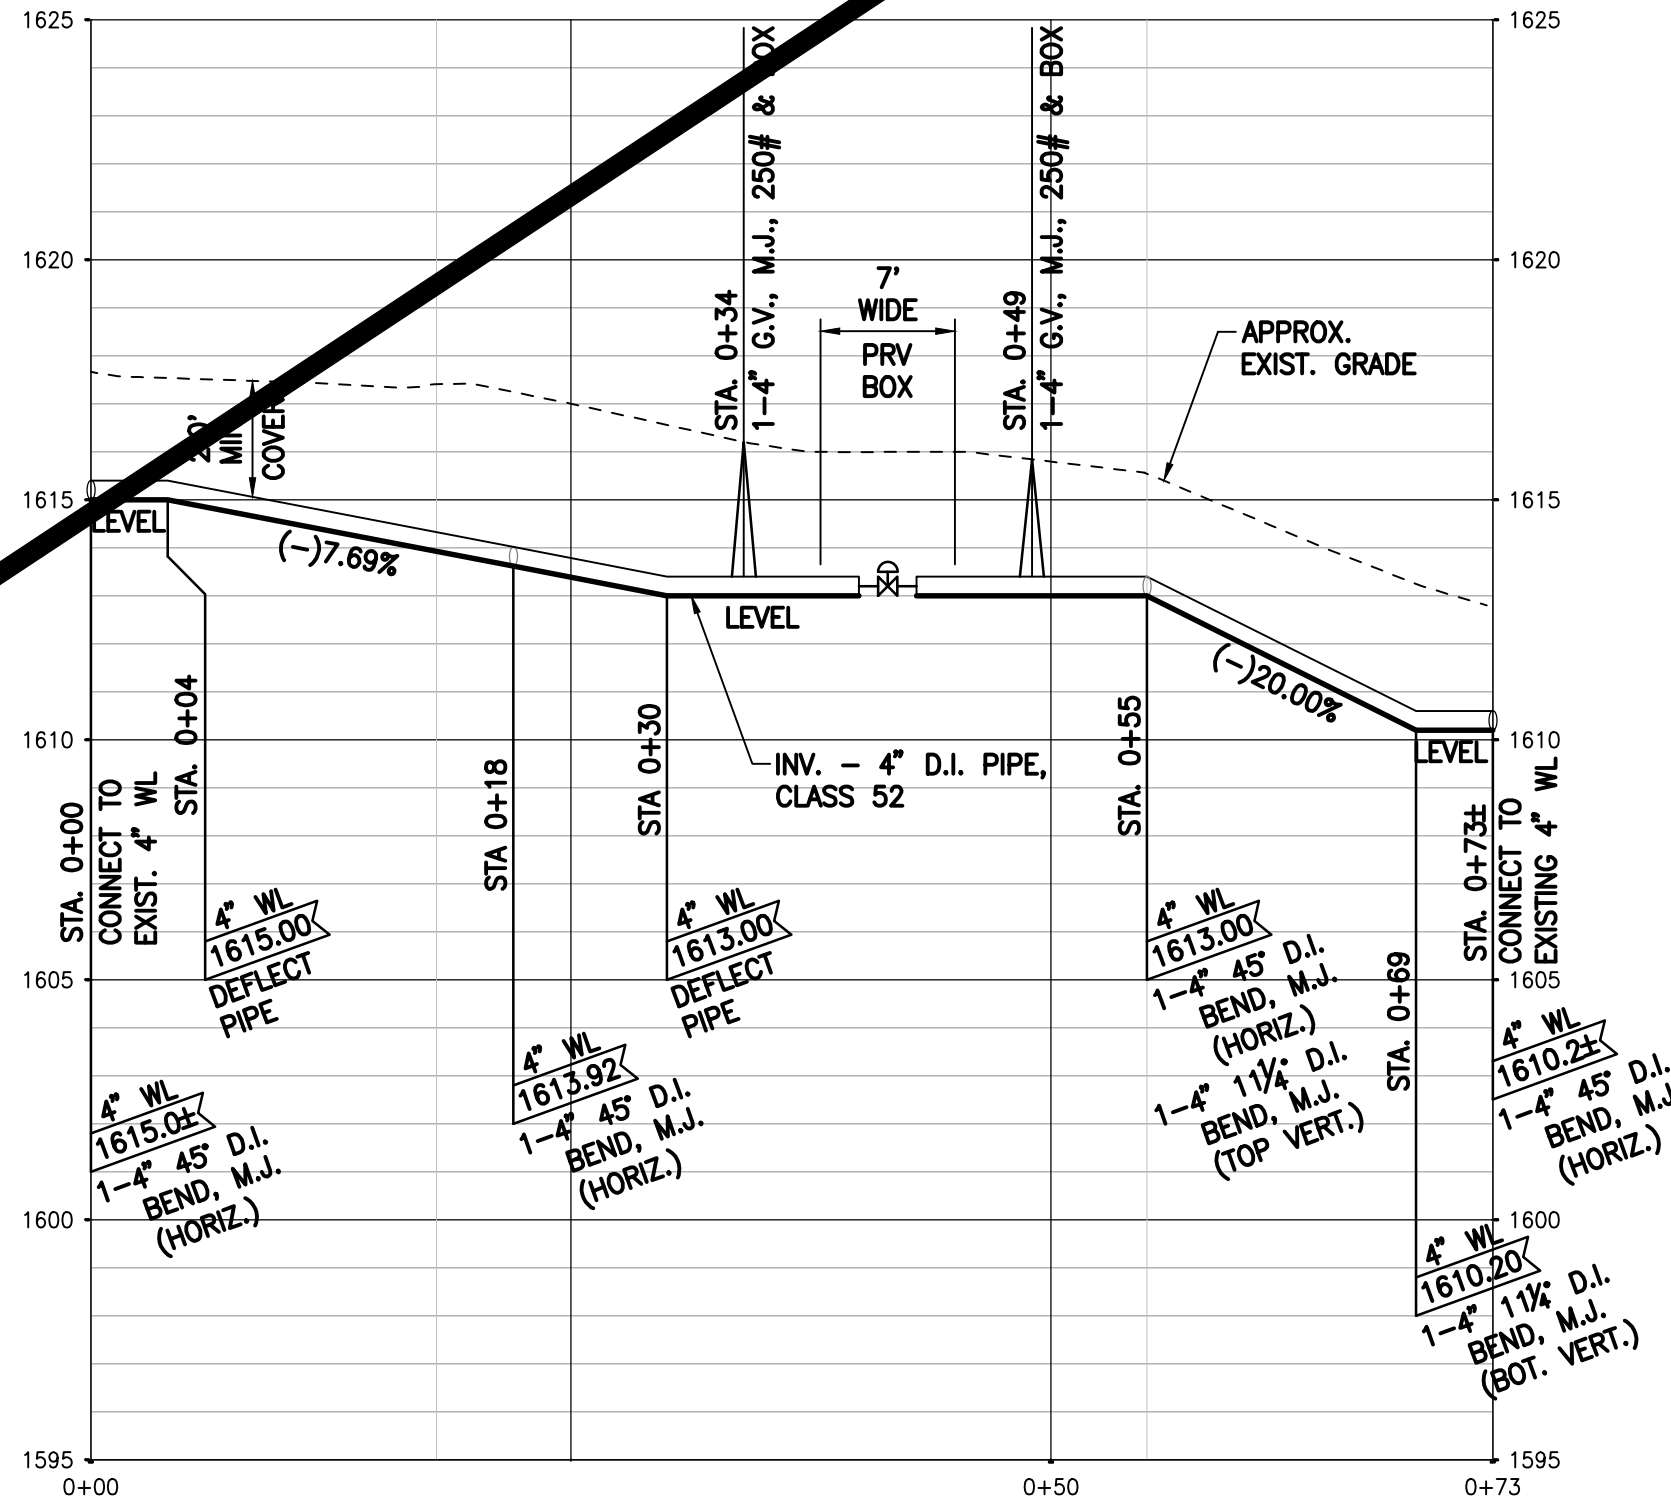 1625
1620
1615
1610
1605
1600
1595
1625
1620
1615
1610
1605
1600
1595
0+00
0+50
0+73
STA. 0+34
1-4" G.V., M.J., 250# & BOX
STA. 0+49
1-4" G.V., M.J., 250# & BOX
7'
WIDE
PRV
BOX
APPROX.
EXIST. GRADE
COVER
LEVEL
(-)7.69%
LEVEL
(-)20.00%
LEVEL
INV. - 4" D.I. PIPE,
CLASS 52
STA. 0+00
CONNECT TO
EXIST. 4" WL
4" WL
1615.0±
1-4" 45° D.I.
BEND, M.J.
(HORIZ.)
STA. 0+04
4" WL
1615.00
DEFLECT
PIPE
STA 0+18
4" WL
1613.92
1-4" 45° D.I.
BEND, M.J.
(HORIZ.)
STA 0+30
4" WL
1613.00
DEFLECT
PIPE
STA. 0+55
4" WL
1613.00
1-4" 45° D.I.
BEND, M.J.
(HORIZ.)
1-4" 11¼° D.I.
BEND, M.J.
(TOP VERT.)
STA. 0+69
4" WL
1610.20
1-4" 11¼° D.I.
BEND, M.J.
(BOT. VERT.)
STA. 0+73±
CONNECT TO
EXISTING 4" WL
4" WL
1610.2±
1-4" 45° D.I.
BEND, M.J.
(HORIZ.)